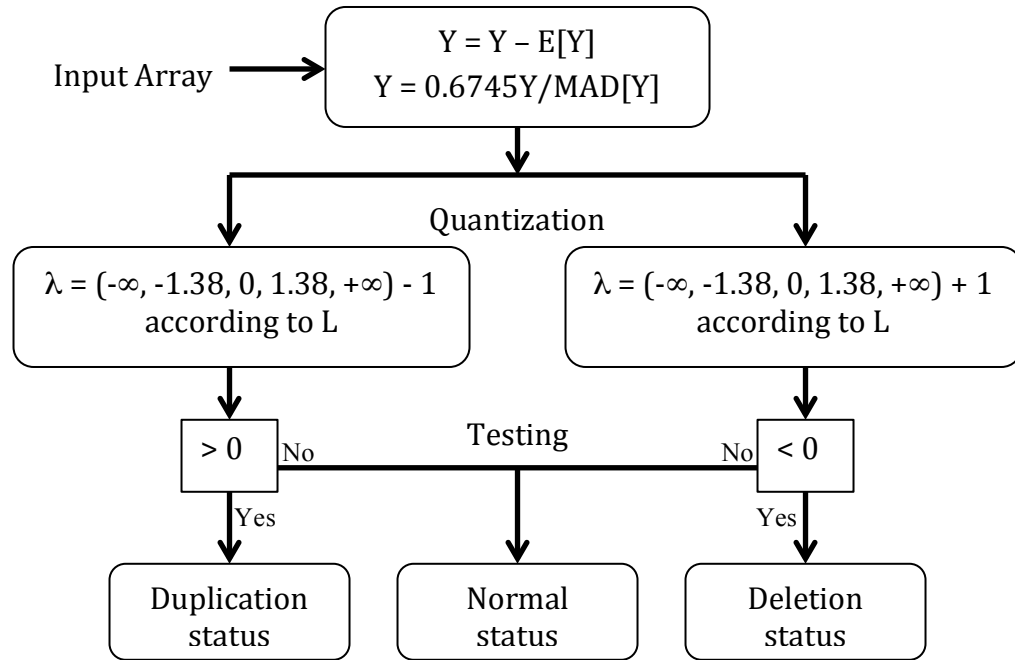 Y = Y – E[Y]
Y = 0.6745Y/MAD[Y]
Input Array
Quantization
λ = (-∞, -1.38, 0, 1.38, +∞) - 1
according to L
λ = (-∞, -1.38, 0, 1.38, +∞) + 1
according to L
> 0
No
Testing
No
< 0
Yes
Yes
Duplication
status
Normal
status
Deletion
status